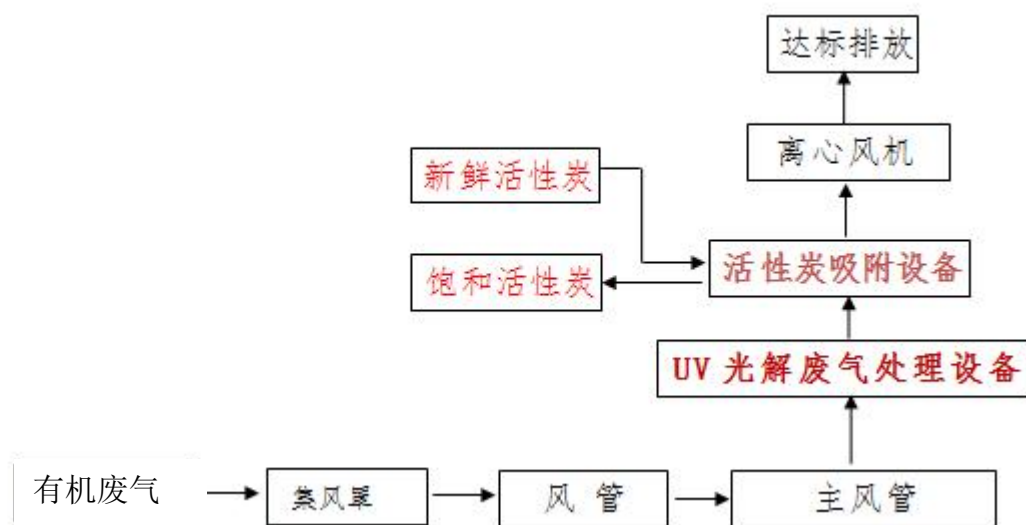 达标排放
离心风机
新鲜活性炭
活性炭吸附设备
饱和活性炭
UV光解废气处理设备
有机废气
集风罩
风管
主风管